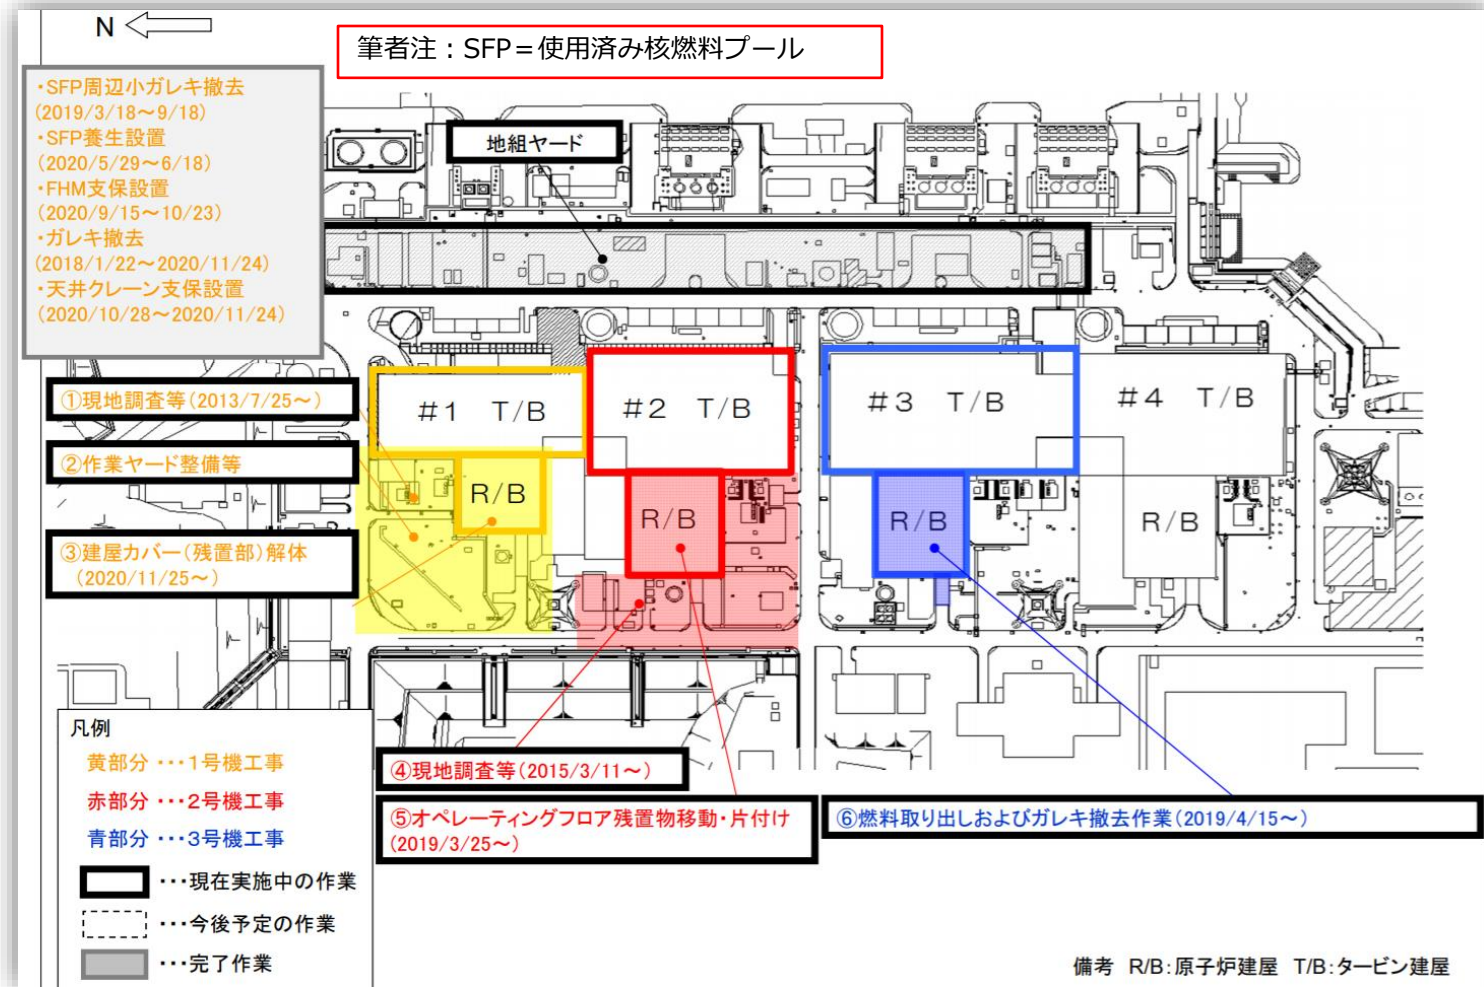 N
筆者注：SFP＝使用済み核燃料プール
・SFP周辺小ガレキ撤去
(2019/3/18～9/18)
・SFP養生設置
(2020/5/29～6/18)
・FHM支保設置
(2020/9/15～10/23)
・ガレキ撤去
(2018/1/22～2020/11/24)
・天井クレーン支保設置
(2020/10/28～2020/11/24)
地組ヤード
①現地調査等(2013/7/25～)
②作業ヤード整備等
③建屋カバー(残置部)解体
(2020/11/25～)
#1 T/B
#2 T/B
#3 T/B
#4 T/B
R/B
R/B
R/B
R/B
④現地調査等(2015/3/11～)
⑤オペレーティングフロア残置物移動・片付け
(2019/3/25～)
⑥燃料取り出しおよびガレキ撤去作業(2019/4/15～)
凡例
黄部分 ・・・1号機工事
赤部分 ・・・2号機工事
青部分 ・・・3号機工事
・・・現在実施中の作業
・・・今後予定の作業
・・・完了作業
備考 R/B:原子炉建屋 T/B:タービン建屋